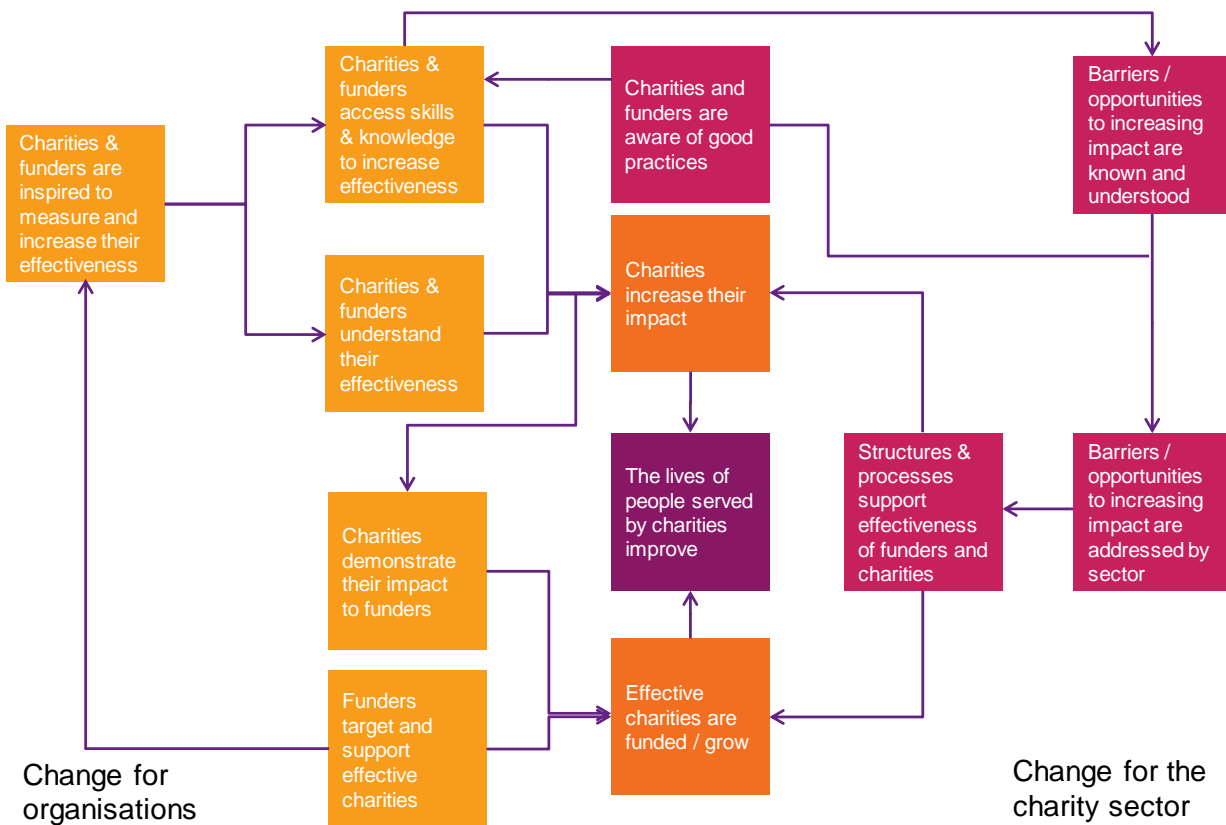 Charities &
funders are
inspired to
measure and
increase their
effectiveness
Charities &
funders
access skills
& knowledge
to increase
effectiveness
Charities &
funders
understand
their
effectiveness
Charities
demonstrate
their impact
to funders
Funders
target and
support
effective
charities
Charities and
funders are
aware of good
practices
Charities
increase their
impact
The lives of
people served
by charities
improve
Effective
charities are
funded / grow
Structures &
processes
support
effectiveness
of funders and
charities
Barriers /
opportunities
to increasing
impact are
known and
understood
Barriers /
opportunities
to increasing
impact are
addressed by
sector
Change for
organisations
Change for the
charity sector